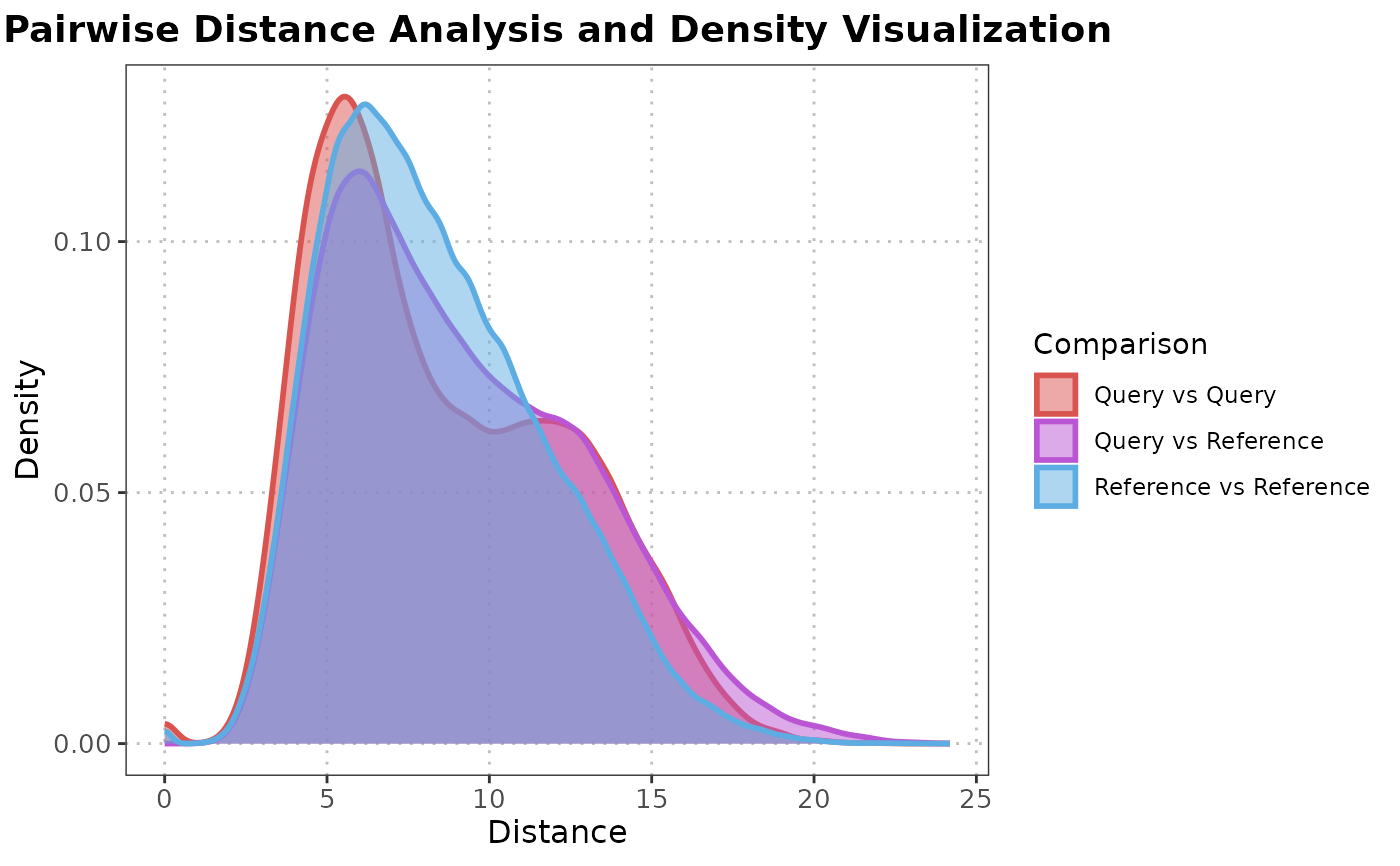 Pairwise Distance Analysis and Density Visualization
Density
0.10
0.05
0.00
0 5 10 15 20 25
Distance
Comparison
Query vs Query
Query vs Reference
Reference vs Reference